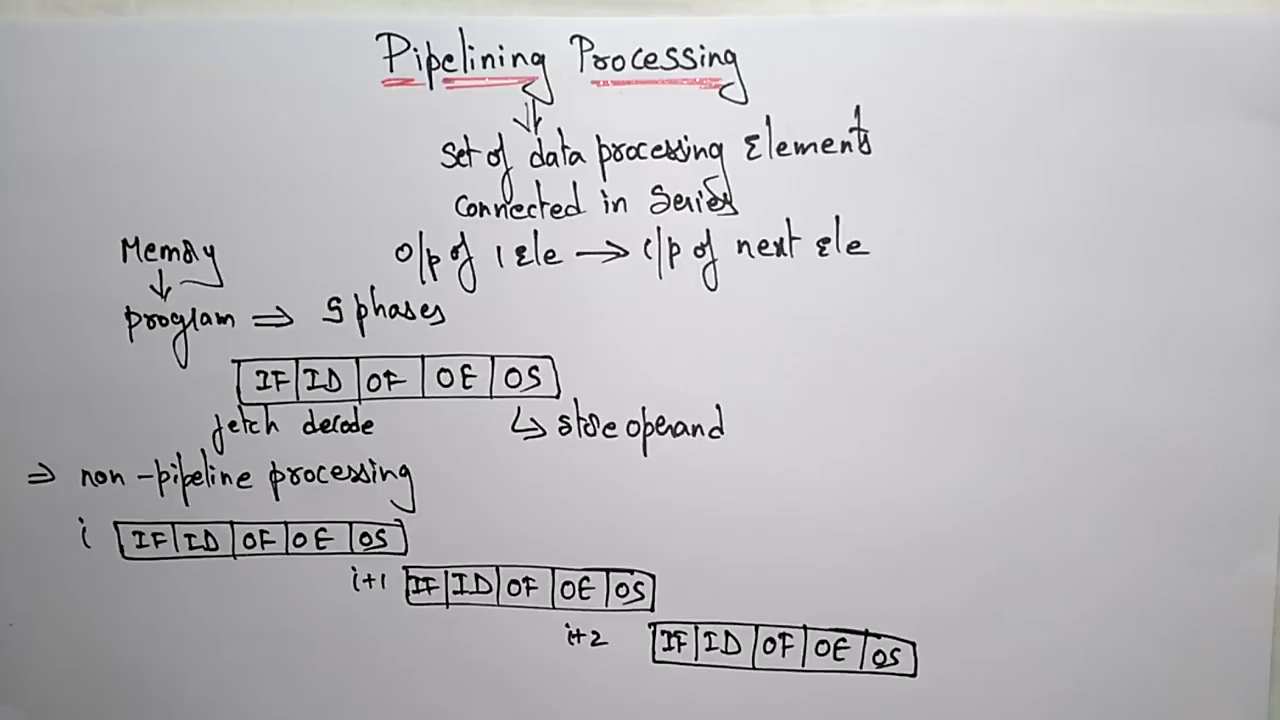 Pipelining Processing
set of data processing Elements
connected in Series
O/p of 1 Ele → i/p of next ele
Memory
program ⇒ 5 phases
IF ID OF OE OS
fetch decode ↳ store operand
⇒ non-pipeline processing
i IF ID OF OE OS
i+1 IF ID OF OE OS
i+2 IF ID OF OE OS